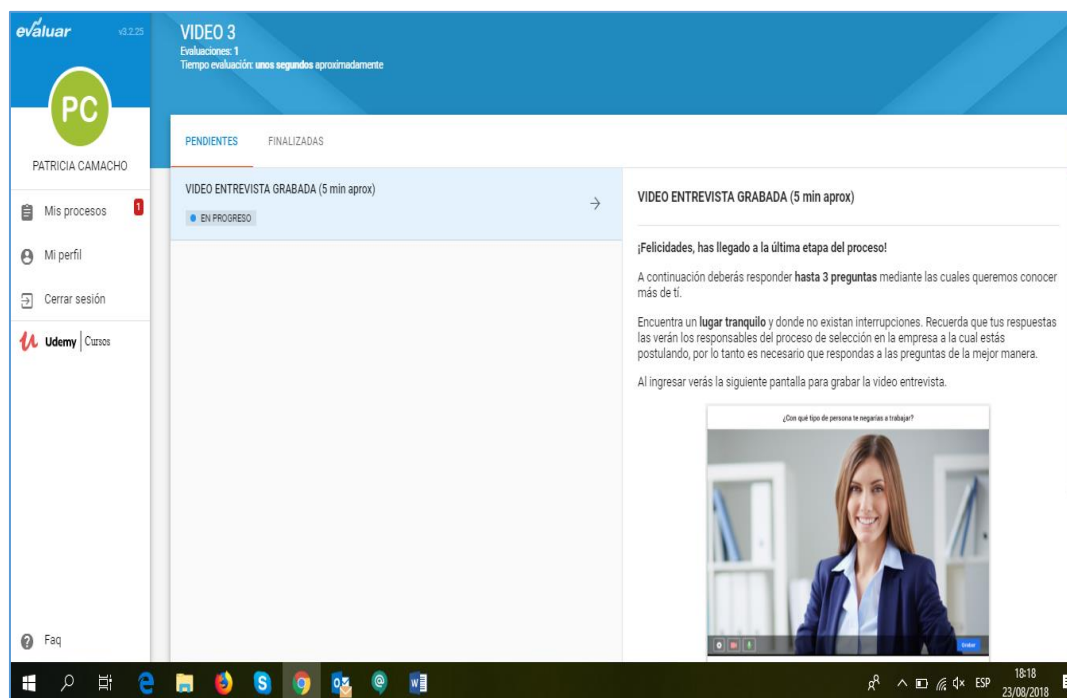 evaluar
v3.2.25
PC
PATRICIA CAMACHO
Mis procesos
1
Mi perfil
Cerrar sesión
Udemy | Cursos
Faq
VIDEO 3
Evaluaciones: 1
Tiempo evaluación: unos segundos aproximadamente
PENDIENTES FINALIZADAS
VIDEO ENTREVISTA GRABADA (5 min aprox)
EN PROGRESO
VIDEO ENTREVISTA GRABADA (5 min aprox)
¡Felicidades, has llegado a la última etapa del proceso!
A continuación deberás responder hasta 3 preguntas mediante las cuales queremos conocer
más de tí.
Encuentra un lugar tranquilo y donde no existan interrupciones. Recuerda que tus respuestas
las verán los responsables del proceso de selección en la empresa a la cual estás
postulando, por lo tanto es necesario que respondas a las preguntas de la mejor manera.
Al ingresar verás la siguiente pantalla para grabar la video entrevista.
¿Con qué tipo de persona te negarias a trabajar?
Grabar
ESP
18:18
23/08/2018